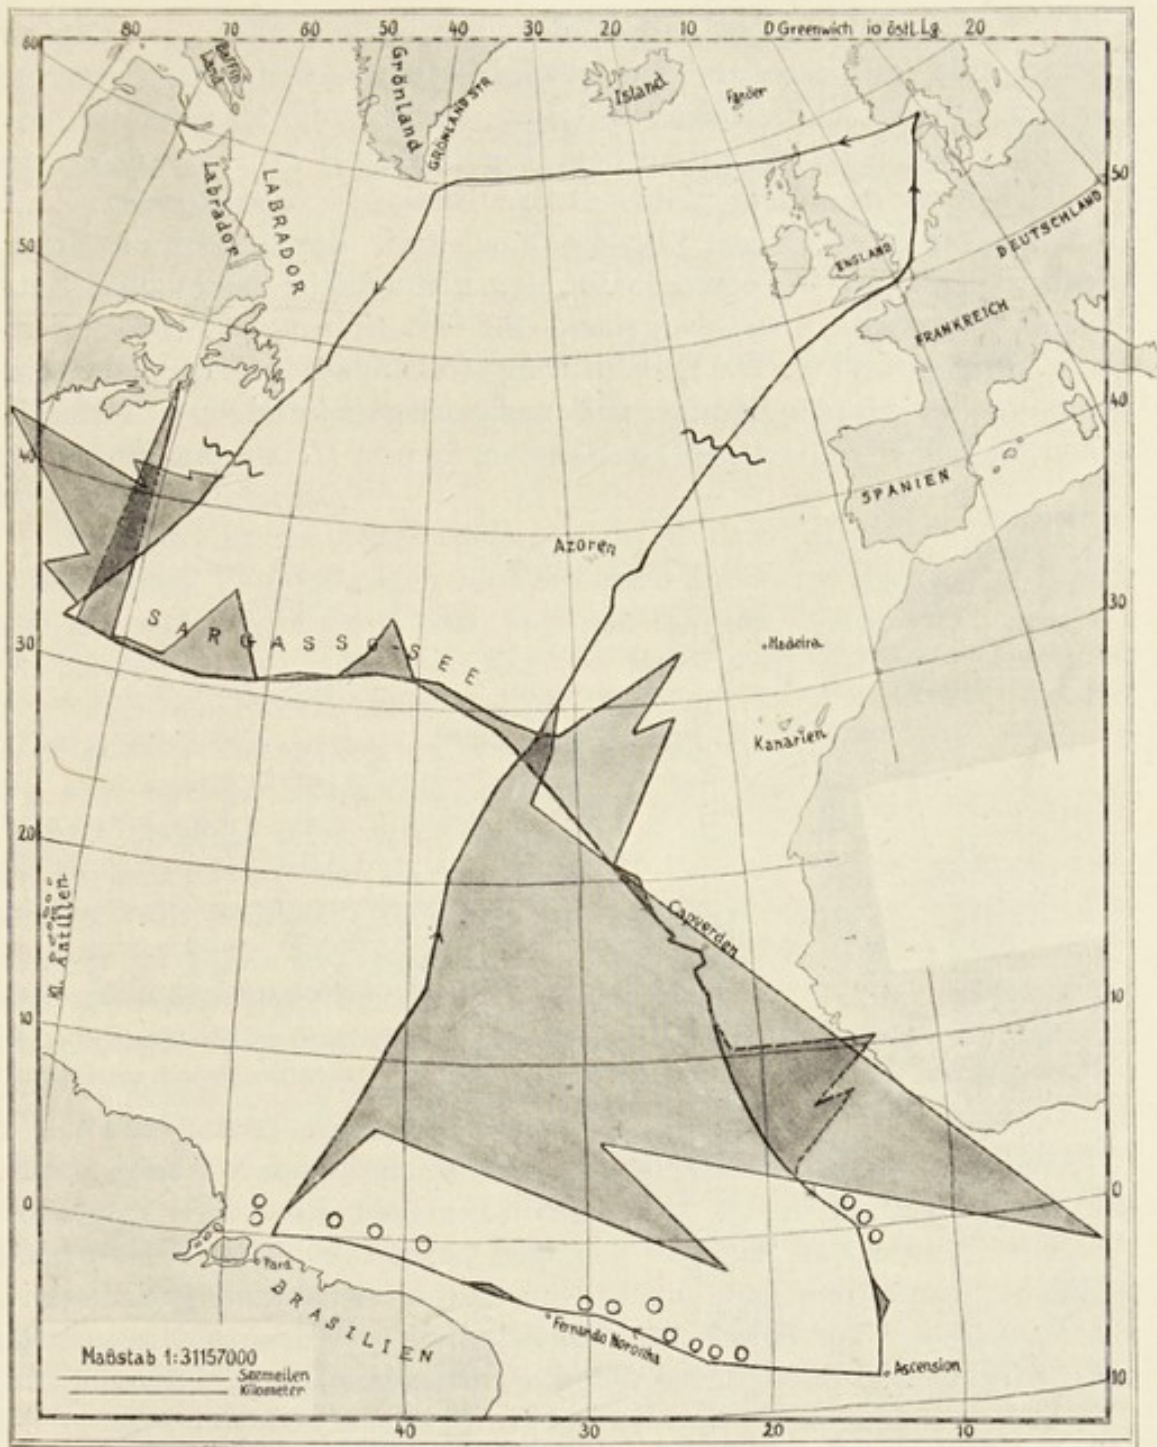 80 70 60 50 40 30 20 10 0 Greenwich 10 östl.Lg. 20
60
Baffin
Land
Grönland
GRÖNLAND STR
Island
Labrador
LABRADOR
50
50
DEUTSCHLAND
ENGLAND
FRANKREICH
40
40
SPANIEN
Azoren
30
30
SARGASSO-SEE
Madeira
Kanarien
20
Kl. Antillen
Capverden
10
10
0
0
Pará
BRASILIEN
Fernando Noronha
Ascension
Maßstab 1:31157000
Seemeilen
Kilometer
10
40 30 20 10